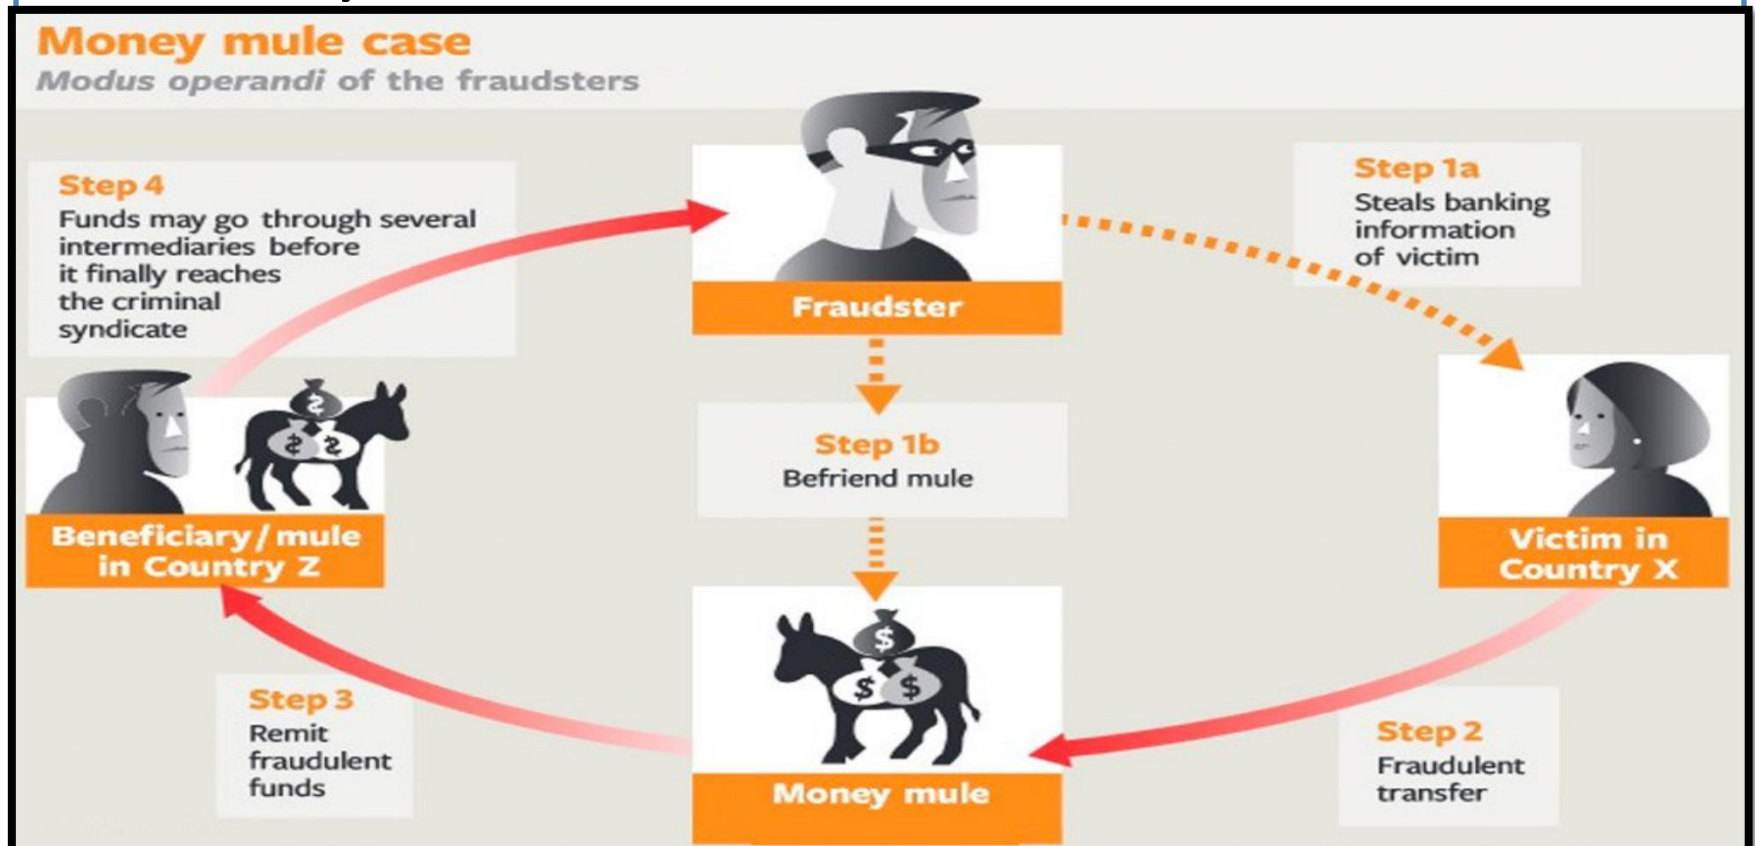 Money mule case
Modus operandi of the fraudsters
Step 4
Funds may go through several
intermediaries before
it finally reaches
the criminal
syndicate
Fraudster
Step 1a
Steals banking
information
of victim
Step 1b
Befriend mule
Beneficiary/mule
in Country Z
$
$ $
Victim in
Country X
Step 3
Remit
fraudulent
funds
$
$ $
Money mule
Step 2
Fraudulent
transfer